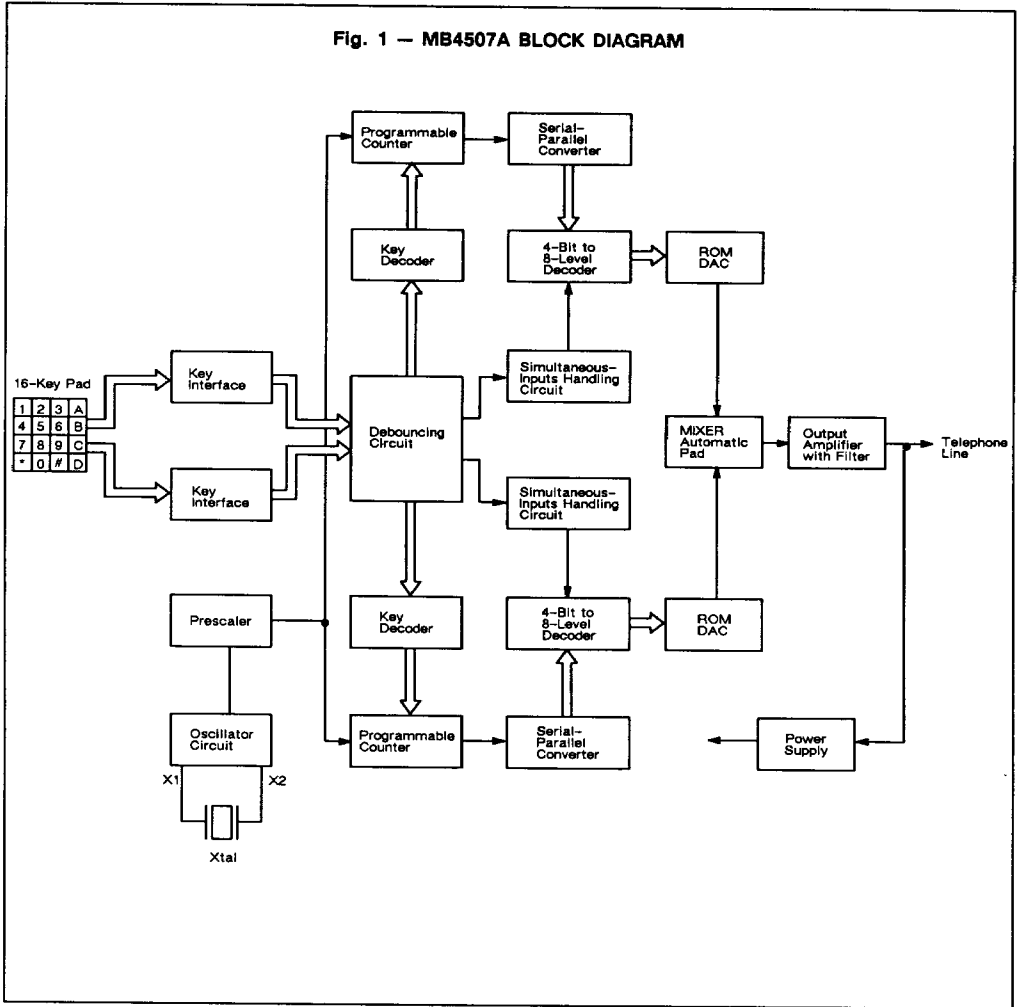 Fig. 1 — MB4507A BLOCK DIAGRAM
Programmable
Counter
Serial–
Parallel
Converter
Key
Decoder
4–Bit to
8–Level
Decoder
ROM
DAC
16–Key Pad
1 2 3 A
4 5 6 B
7 8 9 C
* 0 # D
Key
Interface
Key
Interface
Debouncing
Circuit
Simultaneous–
Inputs Handling
Circuit
Simultaneous–
Inputs Handling
Circuit
MIXER
Automatic
Pad
Output
Amplifier
with Filter
Telephone
Line
Prescaler
Key
Decoder
4–Bit to
8–Level
Decoder
ROM
DAC
Oscillator
Circuit
Programmable
Counter
Serial–
Parallel
Converter
Power
Supply
X1
X2
Xtal